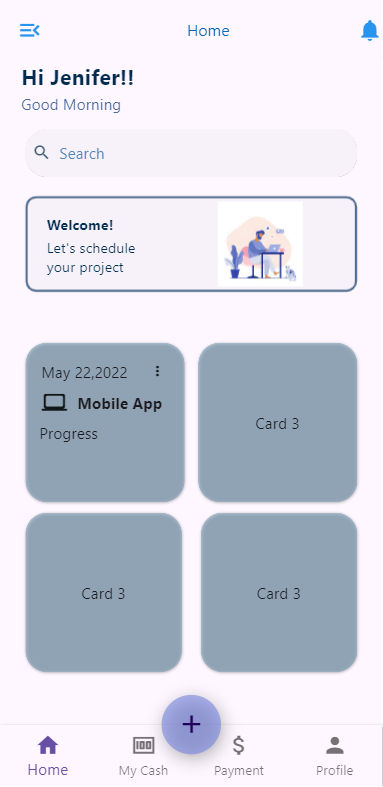 Home
Hi Jenifer!!
Good Morning
Search
Welcome!
Let's schedule
your project
May 22,2022
Mobile App
Progress
Card 3
Card 3
Card 3
Home
My Cash
Payment
Profile